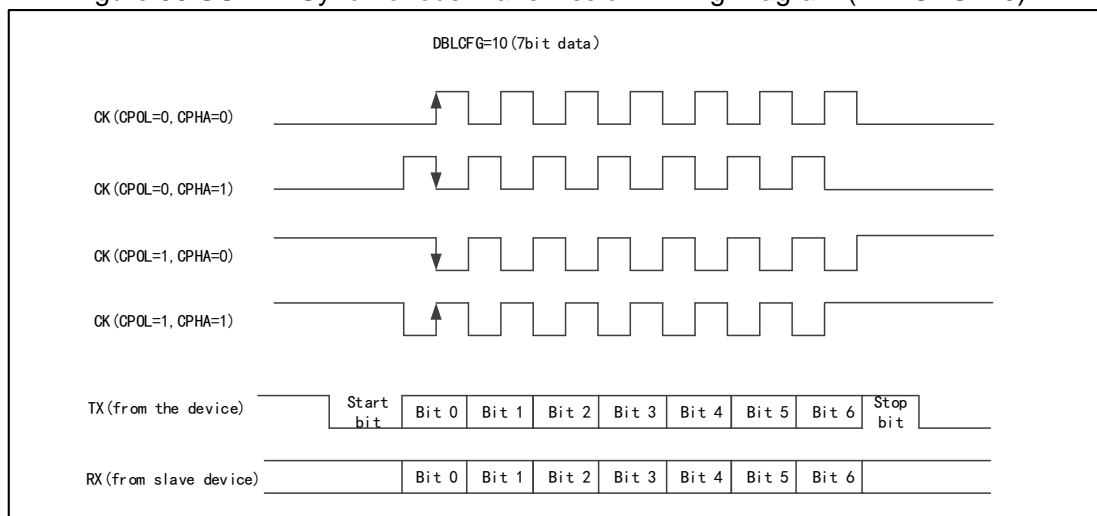 DBLCFG=10(7bit data)
CK(CPOL=0,CPHA=0)
CK(CPOL=0,CPHA=1)
CK(CPOL=1,CPHA=0)
CK(CPOL=1,CPHA=1)
TX(from the device) Start bit Bit 0 Bit 1 Bit 2 Bit 3 Bit 4 Bit 5 Bit 6 Stop bit
RX(from slave device) Bit 0 Bit 1 Bit 2 Bit 3 Bit 4 Bit 5 Bit 6